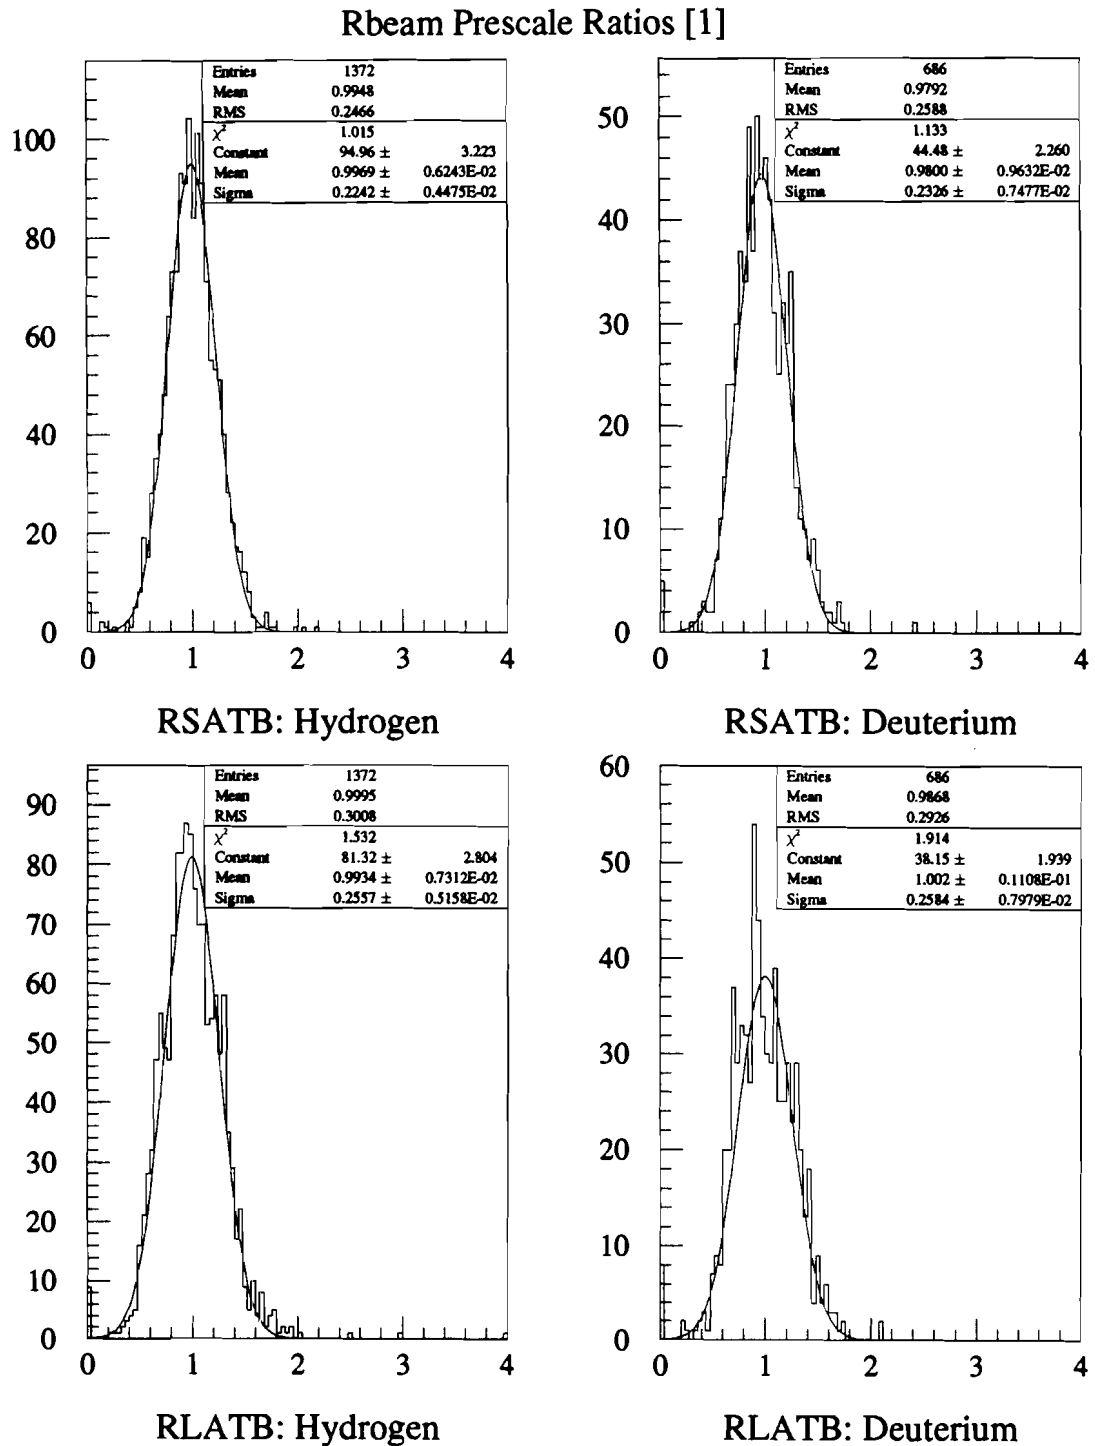 Rbeam Prescale Ratios [1]
Entries 1372
Mean 0.9948
RMS 0.2466
χ² 1.015
Constant 94.96 ± 3.223
Mean 0.9969 ± 0.6243E-02
Sigma 0.2242 ± 0.4475E-02
100
80
60
40
20
0
0 1 2 3 4
RSATB: Hydrogen
Entries 686
Mean 0.9792
RMS 0.2588
χ² 1.133
Constant 44.48 ± 2.260
Mean 0.9800 ± 0.9632E-02
Sigma 0.2326 ± 0.7477E-02
50
40
30
20
10
0
0 1 2 3 4
RSATB: Deuterium
Entries 1372
Mean 0.9995
RMS 0.3008
χ² 1.532
Constant 81.32 ± 2.804
Mean 0.9934 ± 0.7312E-02
Sigma 0.2557 ± 0.5158E-02
90
80
70
60
50
40
30
20
10
0
0 1 2 3 4
RLATB: Hydrogen
Entries 686
Mean 0.9868
RMS 0.2926
χ² 1.914
Constant 38.15 ± 1.939
Mean 1.002 ± 0.1108E-01
Sigma 0.2584 ± 0.7979E-02
60
50
40
30
20
10
0
0 1 2 3 4
RLATB: Deuterium